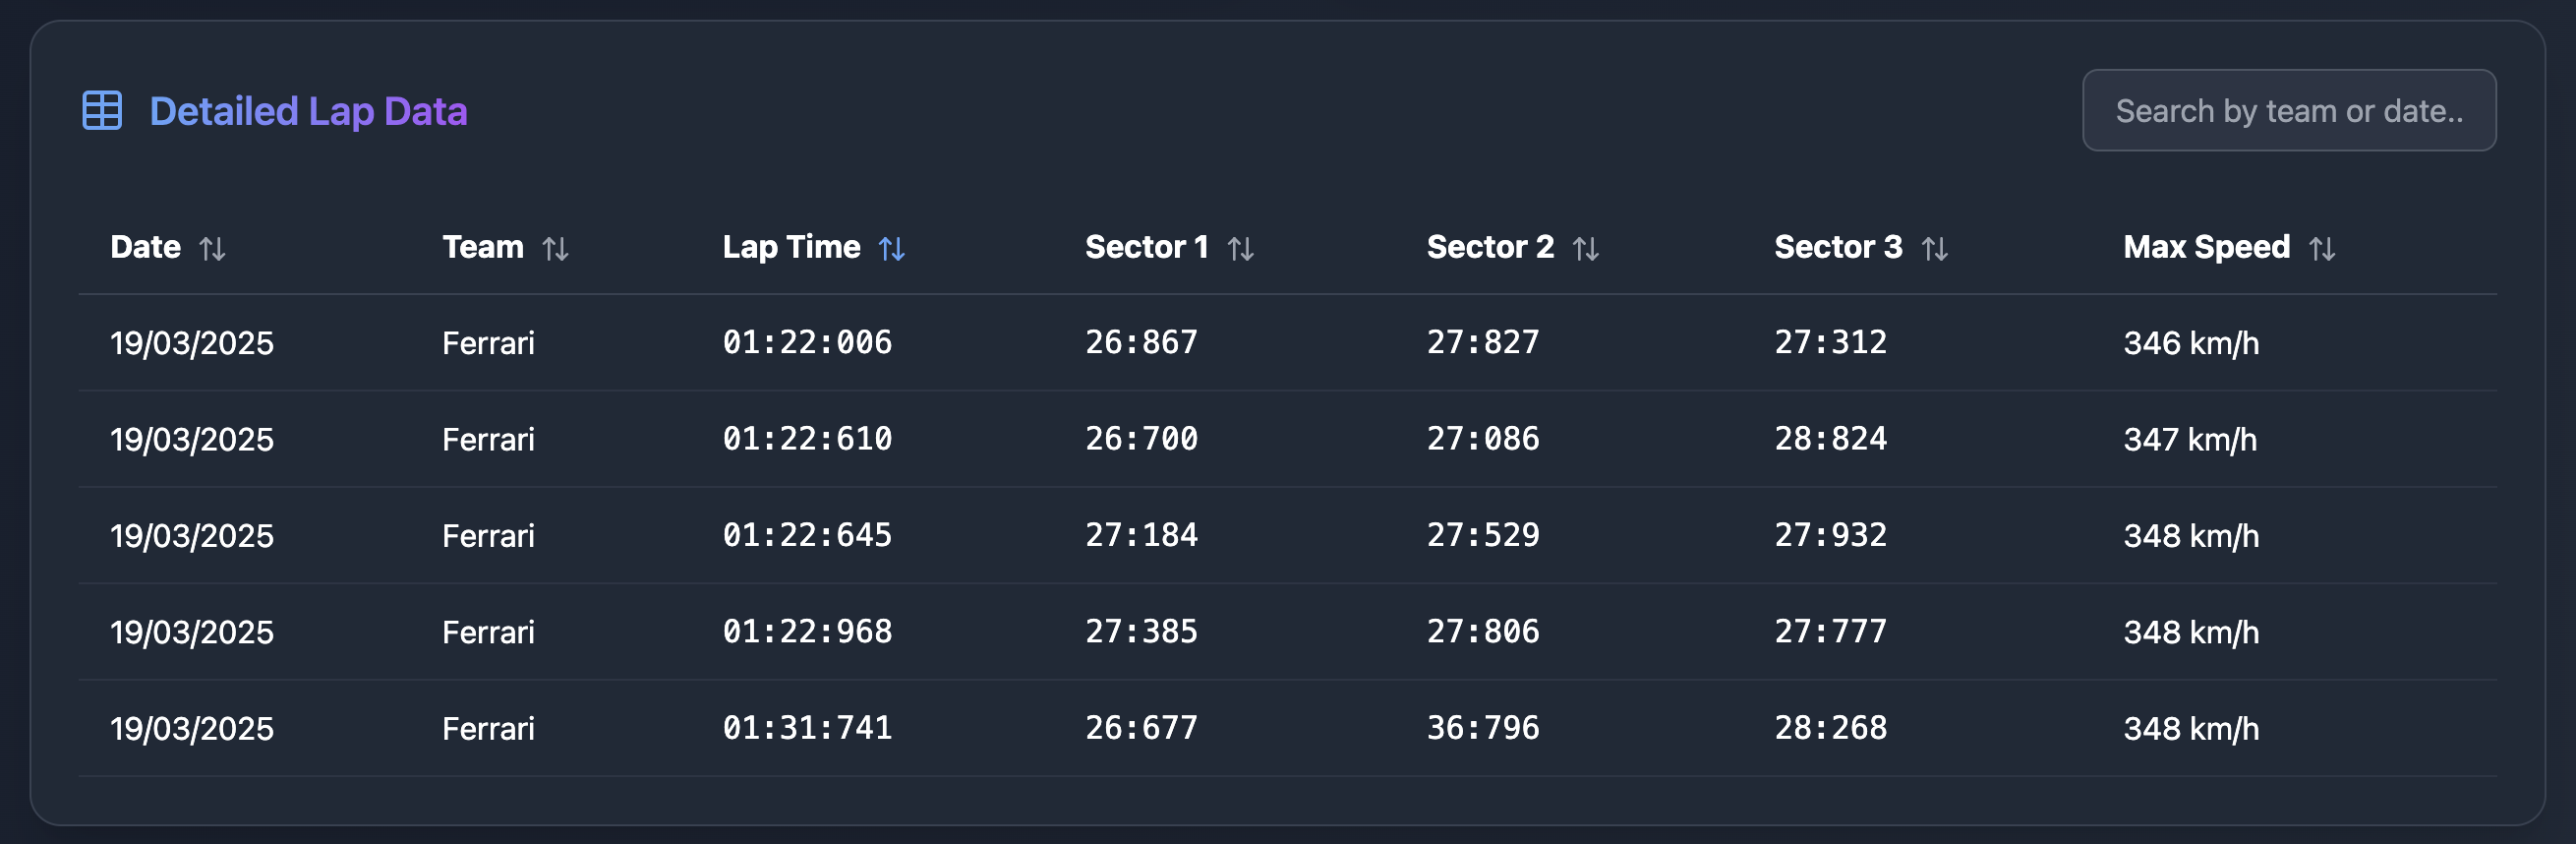 Detailed Lap Data
Search by team or date..
Date Team Lap Time Sector 1 Sector 2 Sector 3 Max Speed
19/03/2025 Ferrari 01:22:006 26:867 27:827 27:312 346 km/h
19/03/2025 Ferrari 01:22:610 26:700 27:086 28:824 347 km/h
19/03/2025 Ferrari 01:22:645 27:184 27:529 27:932 348 km/h
19/03/2025 Ferrari 01:22:968 27:385 27:806 27:777 348 km/h
19/03/2025 Ferrari 01:31:741 26:677 36:796 28:268 348 km/h